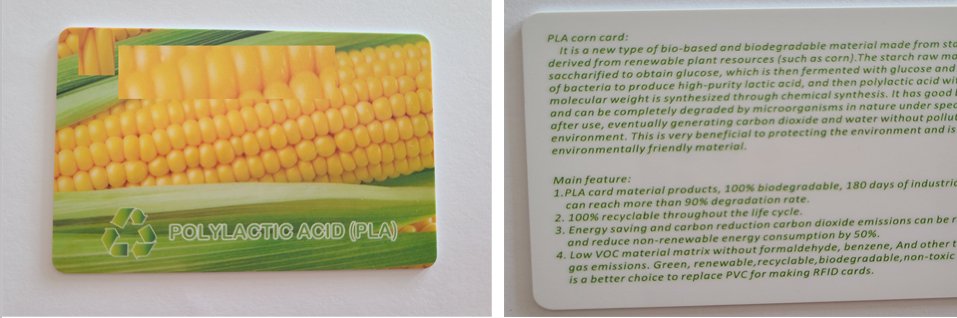 POLYLACTIC ACID (PLA)
PLA corn card:
It is a new type of bio-based and biodegradable material made from
derived from renewable plant resources (such as corn).The starch raw
saccharified to obtain glucose, which is then fermented with glucose and
of bacteria to produce high-purity lactic acid, and then polylactic acid
molecular weight is synthesized through chemical synthesis. It has good
and can be completely degraded by microorganisms in nature under
after use, eventually generating carbon dioxide and water without
environment. This is very beneficial to protecting the environment and is
environmentally friendly material.
Main feature:
1.PLA card material products, 100% biodegradable, 180 days of
can reach more than 90% degradation rate.
2. 100% recyclable throughout the life cycle.
3. Energy saving and carbon reduction carbon dioxide emissions can be
and reduce non-renewable energy consumption by 50%.
4. Low VOC material matrix without formaldehyde, benzene, And other
gas emissions. Green, renewable,recyclable,biodegradable,non-toxic
is a better choice to replace PVC for making RFID cards.